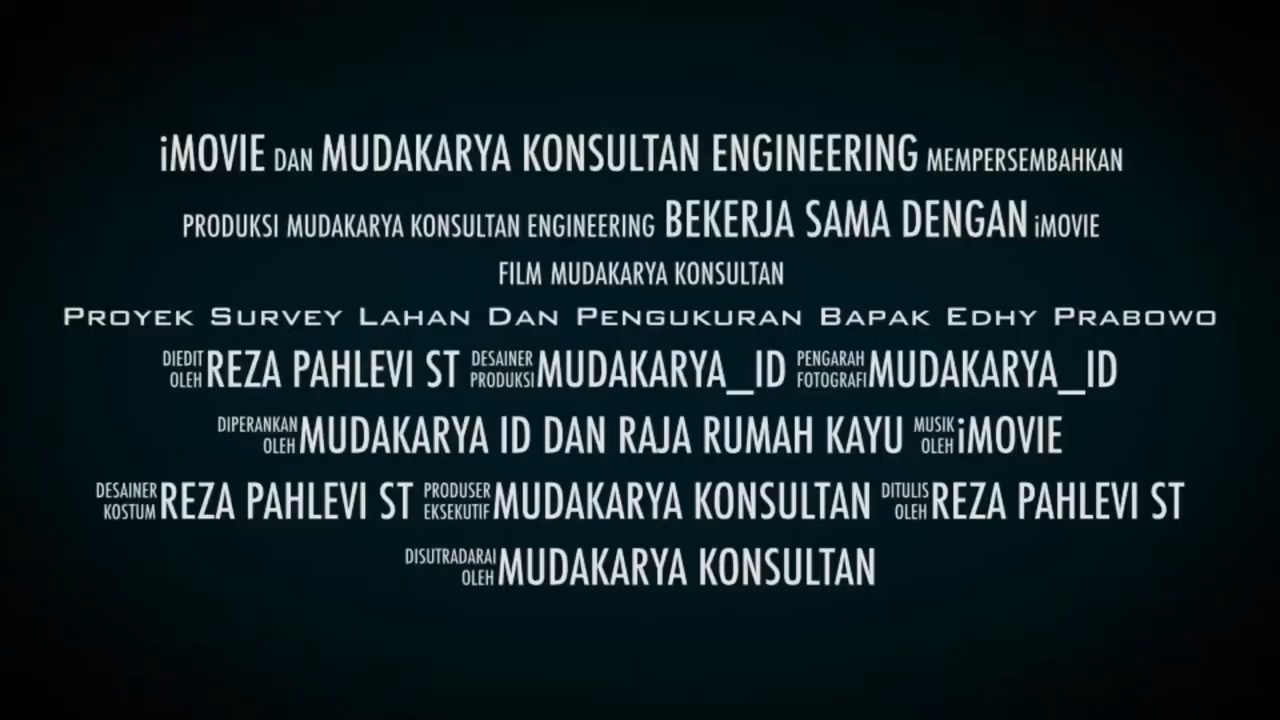 iMOVIE DAN MUDAKARYA KONSULTAN ENGINEERING MEMPERSEMBAHKAN
PRODUKSI MUDAKARYA KONSULTAN ENGINEERING BEKERJA SAMA DENGAN iMOVIE
FILM MUDAKARYA KONSULTAN
PROYEK SURVEY LAHAN DAN PENGUKURAN BAPAK EDHY PRABOWO
DIEDIT OLEH REZA PAHLEVI ST DESAINER PRODUKSI MUDAKARYA_ID PENGARAH FOTOGRAFI MUDAKARYA_ID
DIPERANKAN OLEH MUDAKARYA ID DAN RAJA RUMAH KAYU MUSIK OLEH iMOVIE
DESAINER KOSTUM REZA PAHLEVI ST PRODUSER EKSEKUTIF MUDAKARYA KONSULTAN DITULIS OLEH REZA PAHLEVI ST
DISUTRADARAI OLEH MUDAKARYA KONSULTAN